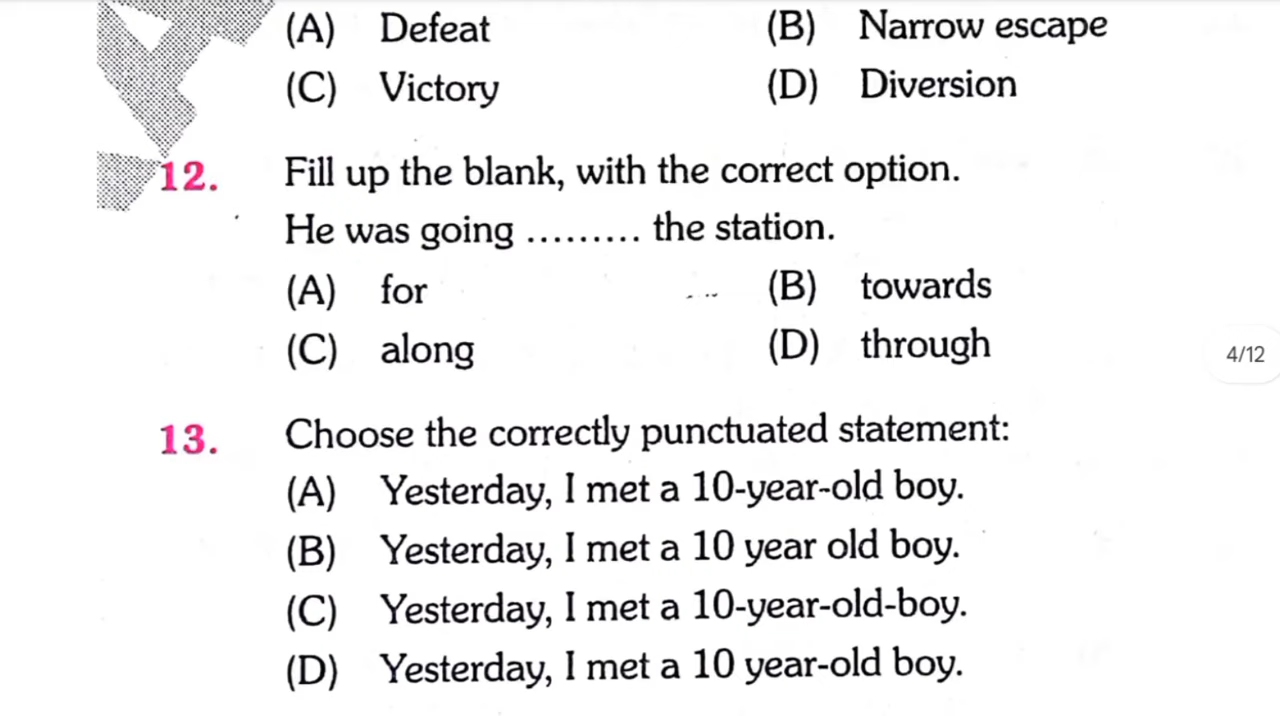 (A) Defeat (B) Narrow escape
(C) Victory (D) Diversion
12. Fill up the blank, with the correct option.
He was going ......... the station.
(A) for (B) towards
(C) along (D) through
4/12
13. Choose the correctly punctuated statement:
(A) Yesterday, I met a 10-year-old boy.
(B) Yesterday, I met a 10 year old boy.
(C) Yesterday, I met a 10-year-old-boy.
(D) Yesterday, I met a 10 year-old boy.